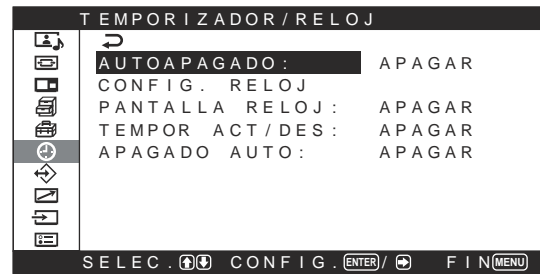 TEMPORIZADOR/RELOJ
AUTOAPAGADO: APAGAR
CONFIG. RELOJ
PANTALLA RELOJ: APAGAR
TEMPOR ACT/DES: APAGAR
APAGADO AUTO: APAGAR
SELEC. CONFIG. ENTER / FIN MENU